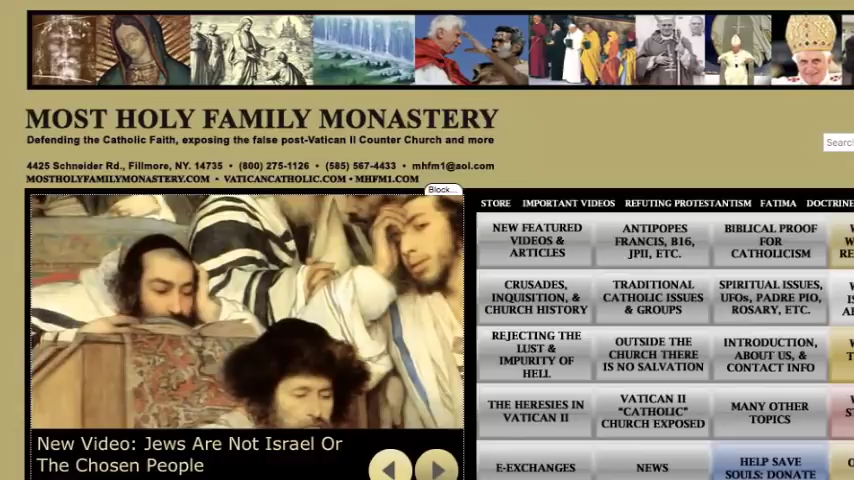 MOST HOLY FAMILY MONASTERY
Defending the Catholic Faith, exposing the false post-Vatican II Counter Church and more
4425 Schneider Rd., Fillmore, NY. 14735 • (800) 275-1126 • (585) 567-4433 • mhfm1@aol.com
MOSTHOLYFAMILYMONASTERY.COM • VATICANCATHOLIC.COM • MHFM1.COM
Search
Block...
STORE IMPORTANT VIDEOS REFUTING PROTESTANTISM FATIMA DOCTRINE
NEW FEATURED
VIDEOS &
ARTICLES
ANTIPOPES
FRANCIS, B16,
JPII, ETC.
BIBLICAL PROOF
FOR
CATHOLICISM
CRUSADES,
INQUISITION, &
CHURCH HISTORY
TRADITIONAL
CATHOLIC ISSUES
& GROUPS
SPIRITUAL ISSUES,
UFOs, PADRE PIO,
ROSARY, ETC.
REJECTING THE
LUST &
IMPURITY OF
HELL
OUTSIDE THE
CHURCH THERE
IS NO SALVATION
INTRODUCTION,
ABOUT US, &
CONTACT INFO
THE HERESIES IN
VATICAN II
VATICAN II
"CATHOLIC"
CHURCH EXPOSED
MANY OTHER
TOPICS
E-EXCHANGES
NEWS
HELP SAVE
SOULS: DONATE
New Video: Jews Are Not Israel Or
The Chosen People